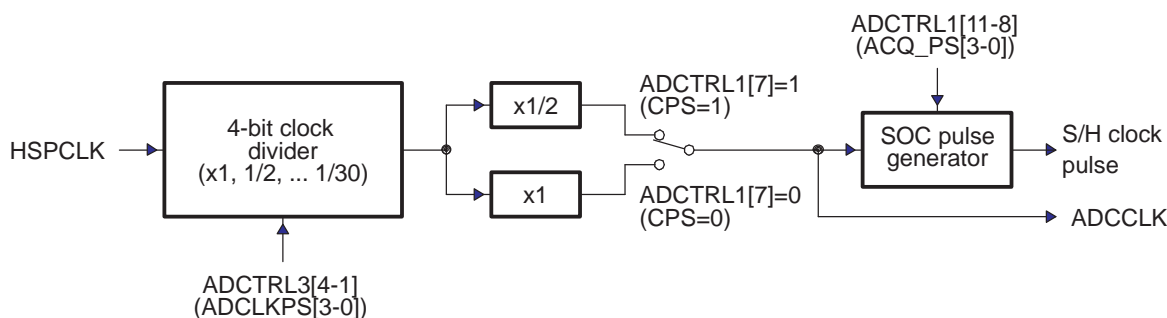 ADCTRL1[11-8]
(ACQ_PS[3-0])
HSPCLK
4-bit clock
divider
(x1, 1/2, ... 1/30)
x1/2
x1
ADCTRL1[7]=1
(CPS=1)
ADCTRL1[7]=0
(CPS=0)
SOC pulse
generator
S/H clock
pulse
ADCCLK
ADCTRL3[4-1]
(ADCLKPS[3-0])